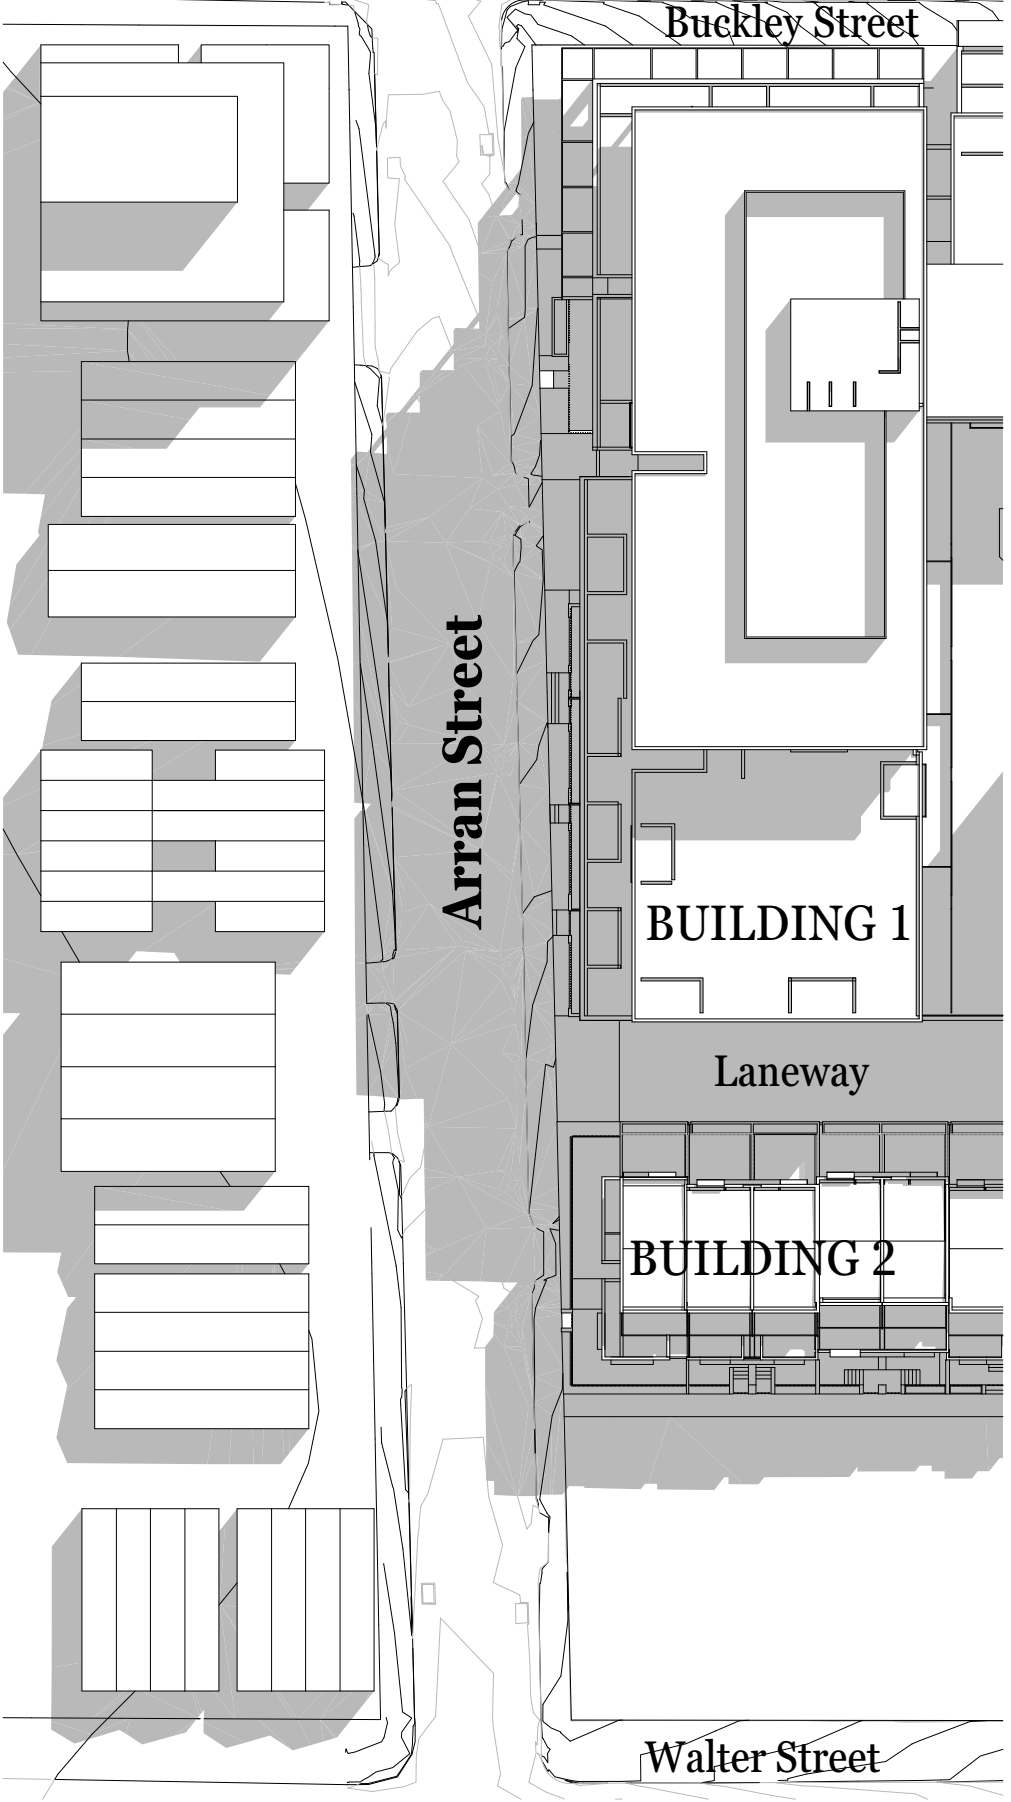 Buckley Street
Arran Street
BUILDING 1
Laneway
BUILDING 2
Walter Street